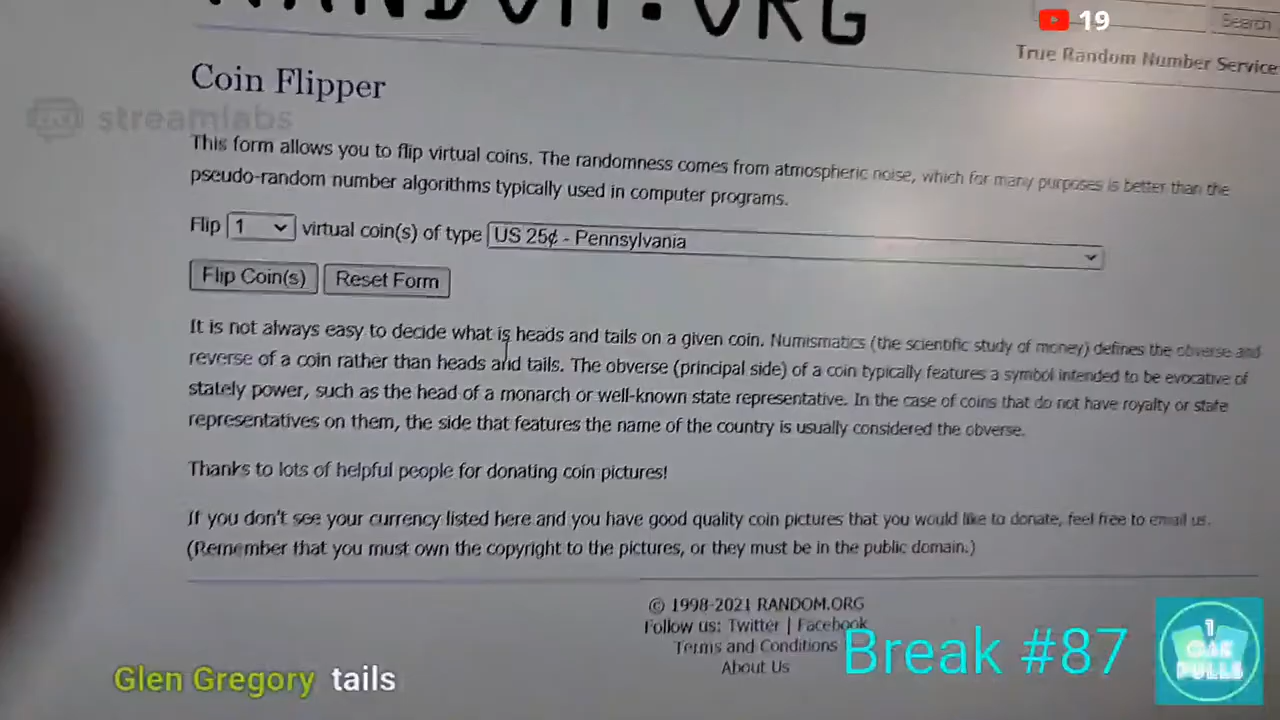 RANDOM.ORG
19
Search
True Random Number Service
Coin Flipper
streamlabs
This form allows you to flip virtual coins. The randomness comes from atmospheric noise, which for many purposes is better than the
pseudo-random number algorithms typically used in computer programs.
Flip 1 virtual coin(s) of type US 25¢ - Pennsylvania
Flip Coin(s) Reset Form
It is not always easy to decide what is heads and tails on a given coin. Numismatics (the scientific study of money) defines the obverse and
reverse of a coin rather than heads and tails. The obverse (principal side) of a coin typically features a symbol intended to be evocative of
stately power, such as the head of a monarch or well-known state representative. In the case of coins that do not have royalty or state
representatives on them, the side that features the name of the country is usually considered the obverse.
Thanks to lots of helpful people for donating coin pictures!
If you don't see your currency listed here and you have good quality coin pictures that you would like to donate, feel free to email us.
(Remember that you must own the copyright to the pictures, or they must be in the public domain.)
© 1998-2021 RANDOM.ORG
Follow us: Twitter | Facebook
Terms and Conditions
About Us
Break #87
1
OAK
PULLS
Glen Gregory tails